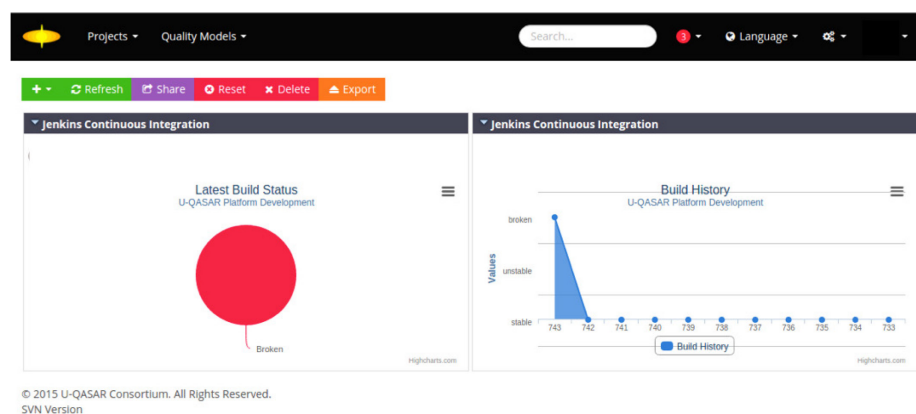 Projects Quality Models Search... 3 Language
+ Refresh Share Reset Delete Export
Jenkins Continuous Integration
Latest Build Status
U-QASAR Platform Development
Broken
Highcharts.com
Jenkins Continuous Integration
Build History
U-QASAR Platform Development
Values
broken
unstable
stable
743 742 741 740 739 738 737 736 735 734 733
Build History
Highcharts.com
© 2015 U-QASAR Consortium. All Rights Reserved.
SVN Version